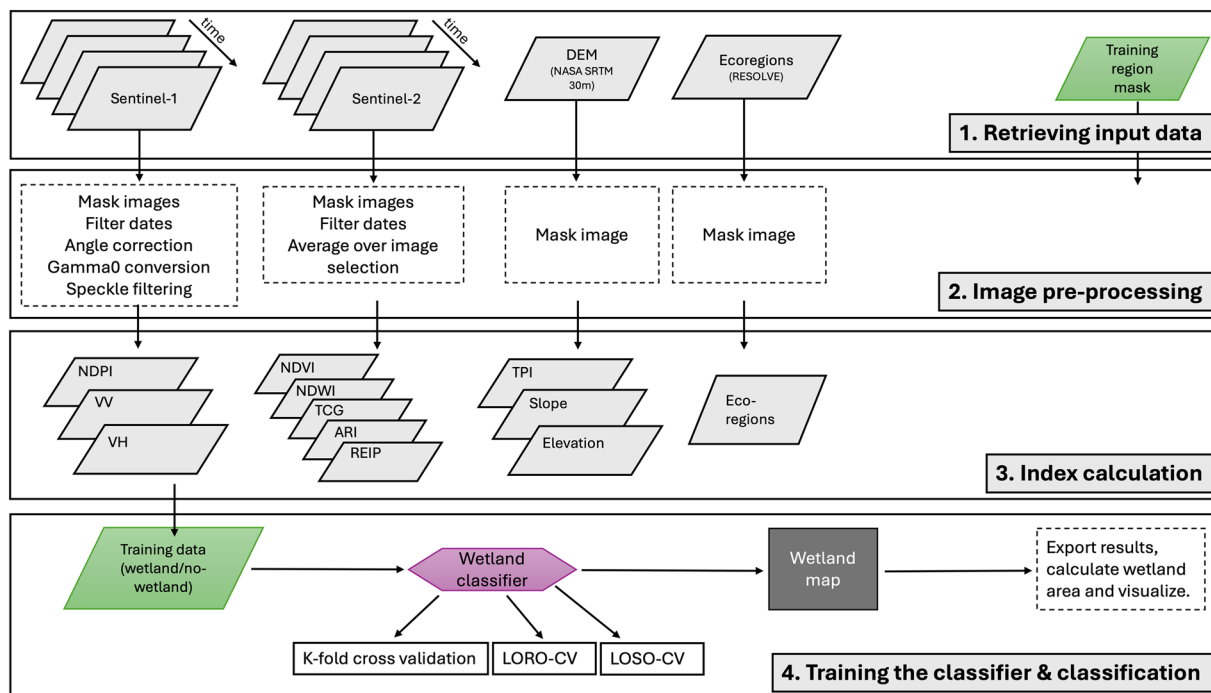 time
Sentinel-1
time
Sentinel-2
DEM
(NASA SRTM
30m)
Ecoregions
(RESOLVE)
Training
region
mask
1. Retrieving input data
Mask images
Filter dates
Angle correction
Gamma0 conversion
Speckle filtering
Mask images
Filter dates
Average over image
selection
Mask image
Mask image
2. Image pre-processing
NDPI
VV
VH
NDVI
NDWI
TCG
ARI
REIP
TPI
Slope
Elevation
Eco-
regions
3. Index calculation
Training data
(wetland/no-
wetland)
Wetland
classifier
Wetland
map
Export results,
calculate wetland
area and visualize.
K-fold cross validation
LORO-CV
LOSO-CV
4. Training the classifier & classification